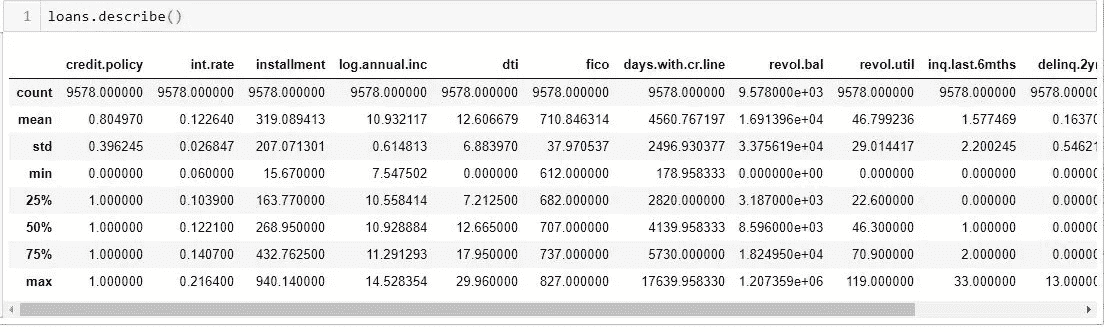 1 loans.describe()
credit.policy int.rate installment log.annual.inc dti fico days.with.cr.line revol.bal revol.util inq.last.6mths delinq.2yr
count 9578.000000 9578.000000 9578.000000 9578.000000 9578.000000 9578.000000 9578.000000 9.578000e+03 9578.000000 9578.000000 9578.00000
mean 0.804970 0.122640 319.089413 10.932117 12.606679 710.846314 4560.767197 1.691396e+04 46.799236 1.577469 0.16370
std 0.396245 0.026847 207.071301 0.614813 6.883970 37.970537 2496.930377 3.375619e+04 29.014417 2.200245 0.54621
min 0.000000 0.060000 15.670000 7.547502 0.000000 612.000000 178.958333 0.000000e+00 0.000000 0.000000 0.00000
25% 1.000000 0.103900 163.770000 10.558414 7.212500 682.000000 2820.000000 3.187000e+03 22.600000 0.000000 0.00000
50% 1.000000 0.122100 268.950000 10.928884 12.665000 707.000000 4139.958333 8.596000e+03 46.300000 1.000000 0.00000
75% 1.000000 0.140700 432.762500 11.291293 17.950000 737.000000 5730.000000 1.824950e+04 70.900000 2.000000 0.00000
max 1.000000 0.216400 940.140000 14.528354 29.960000 827.000000 17639.958330 1.207359e+06 119.000000 33.000000 13.00000